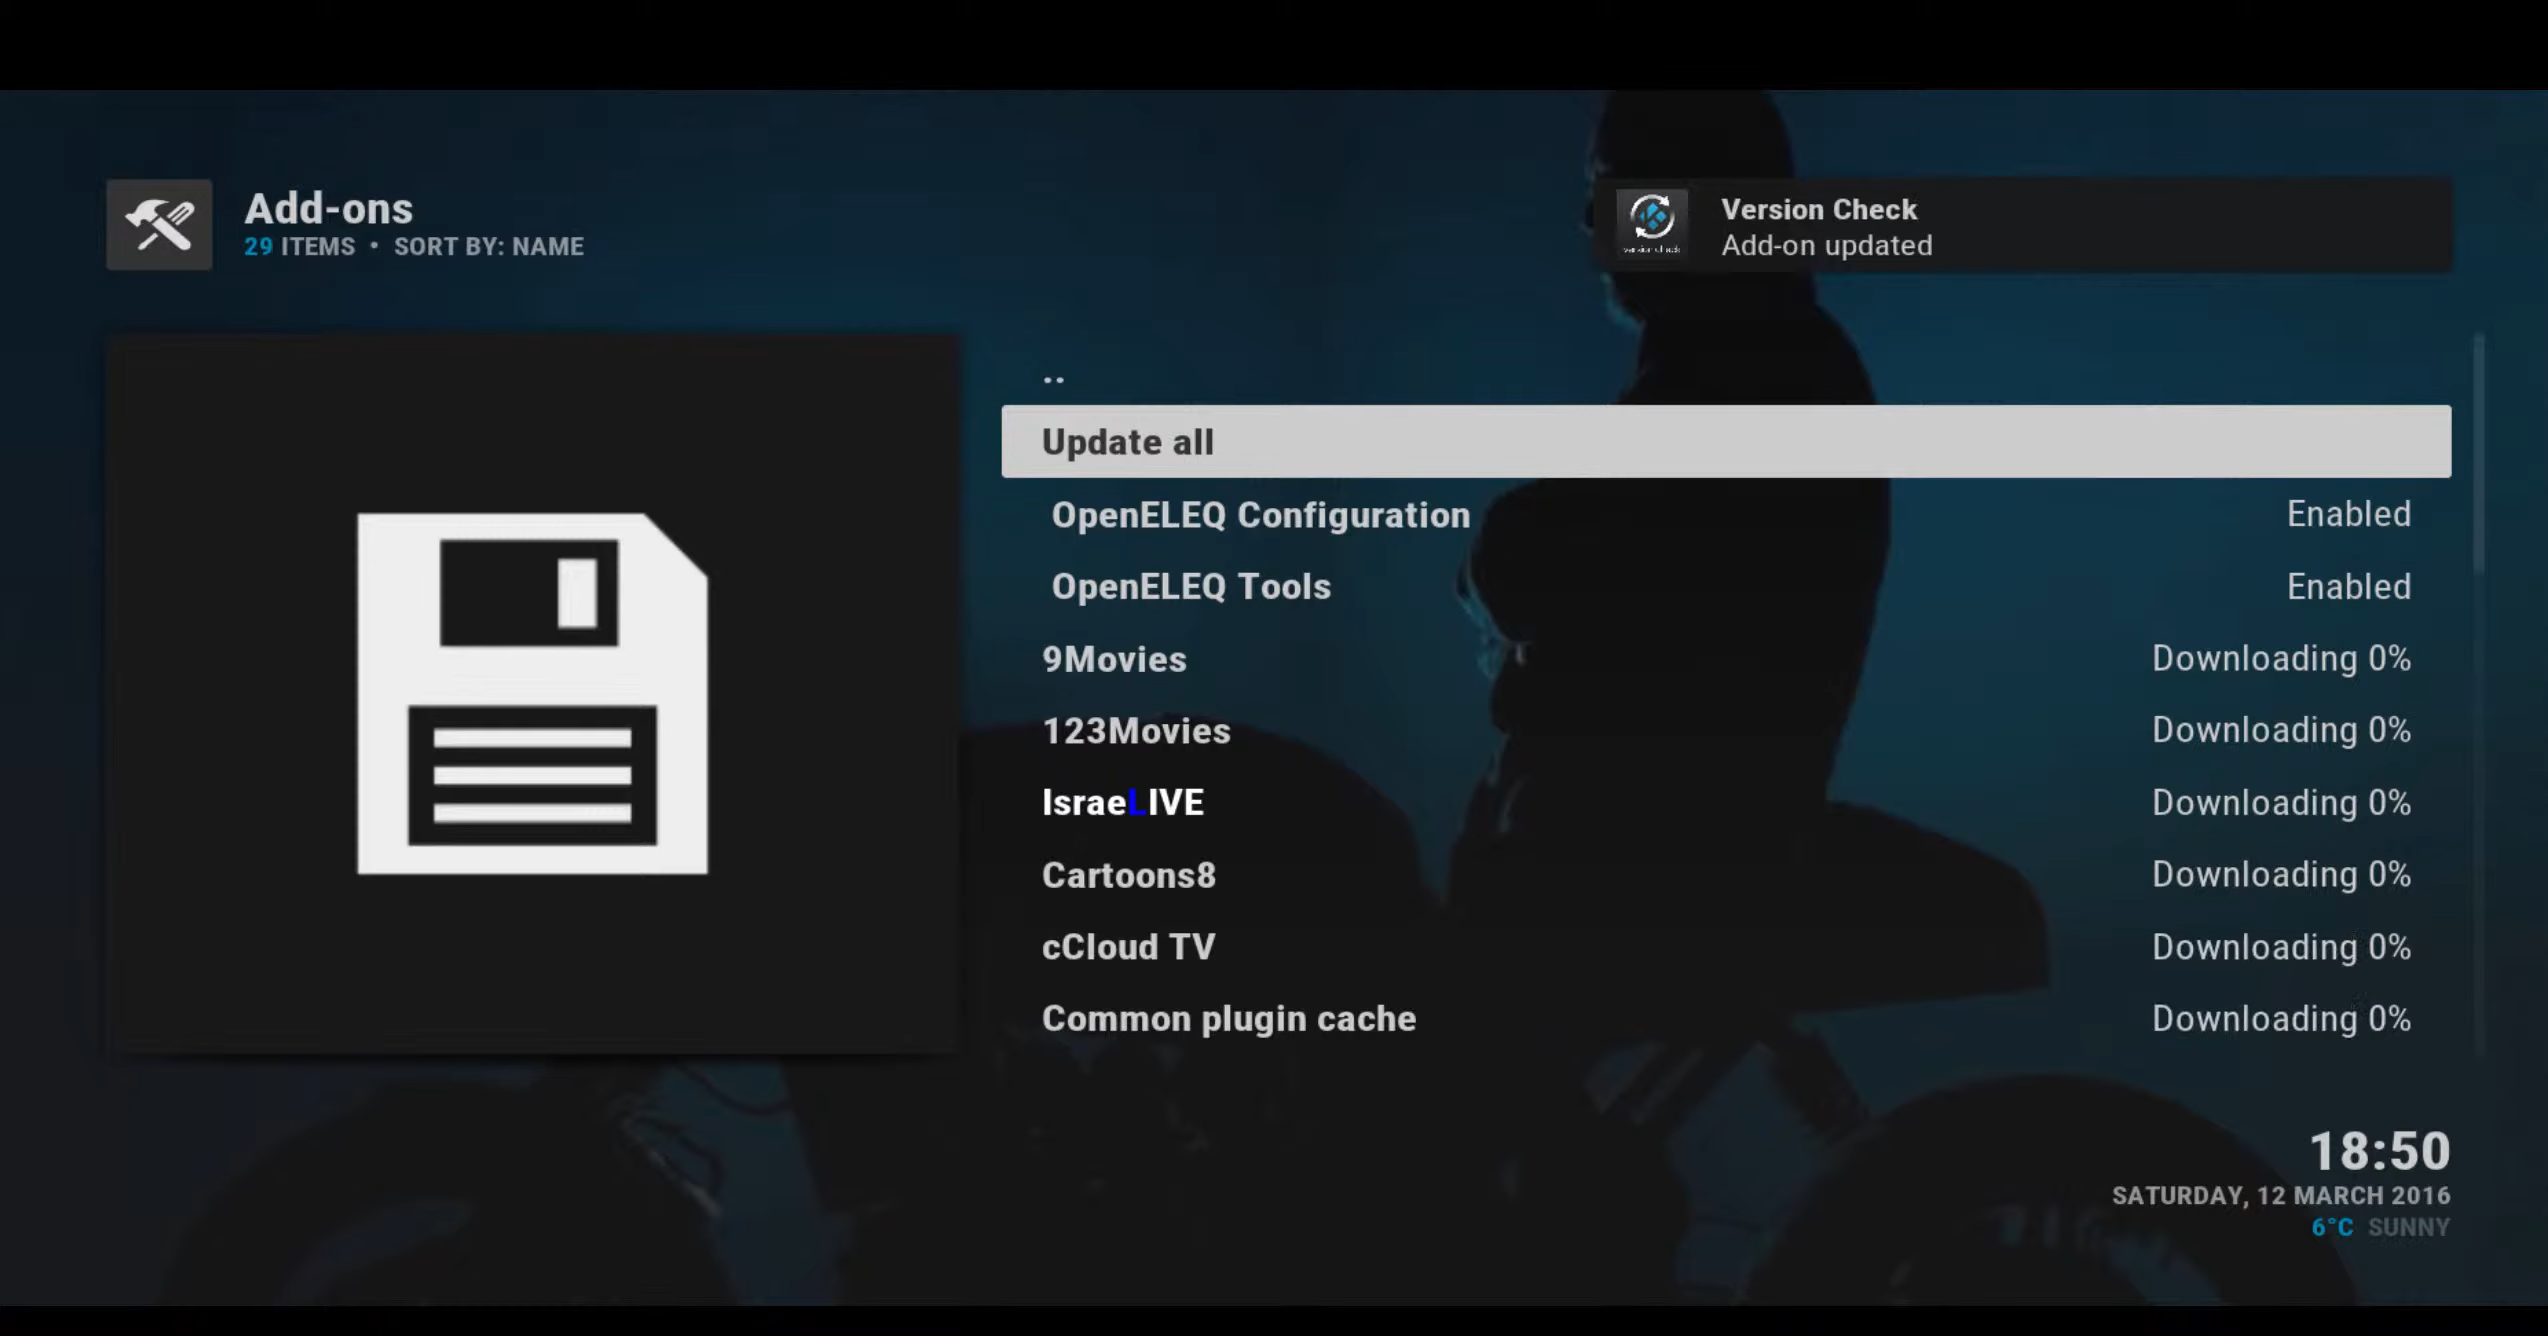 Add-ons
29 ITEMS • SORT BY: NAME
Version Check
Add-on updated
version check
..
Update all
OpenELEQ Configuration Enabled
OpenELEQ Tools Enabled
9Movies Downloading 0%
123Movies Downloading 0%
IsraeLIVE Downloading 0%
Cartoons8 Downloading 0%
cCloud TV Downloading 0%
Common plugin cache Downloading 0%
18:50
SATURDAY, 12 MARCH 2016
6°C SUNNY